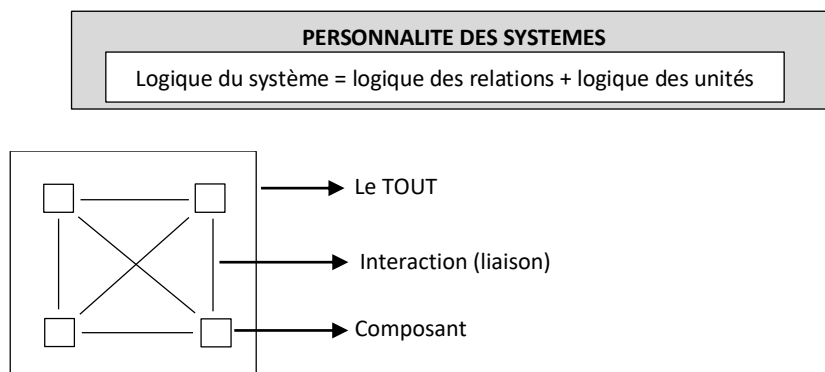 PERSONNALITE DES SYSTEMES
Logique du système = logique des relations + logique des unités
Le TOUT
Interaction (liaison)
Composant